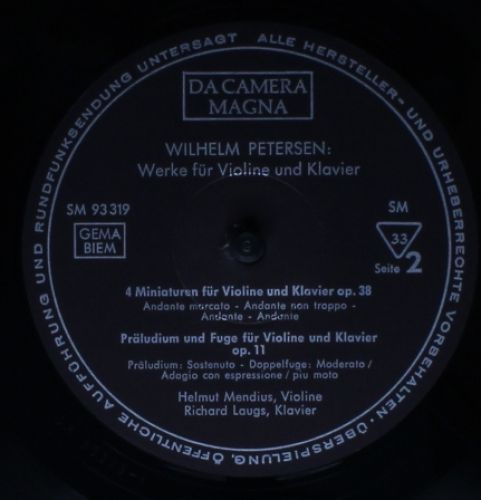 ALLE HERSTELLER- UND URHEBERRECHTE VORBEHALTEN · ÜBERSPIELUNG, ÖFFENTLICHE AUFFÜHRUNG UND RUNDFUNKSENDUNG UNTERSAGT
DA CAMERA
MAGNA
WILHELM PETERSEN:
Werke für Violine und Klavier
SM 93319
SM
GEMA
BIEM
33
Seite 2
4 Miniaturen für Violine und Klavier op. 38
Andante marcato - Andante non troppo -
Andante - Andante
Präludium und Fuge für Violine und Klavier
op. 11
Präludium: Sostenuto - Doppelfuge: Moderato /
Adagio con espressione / piu moto
Helmut Mendius, Violine
Richard Laugs, Klavier